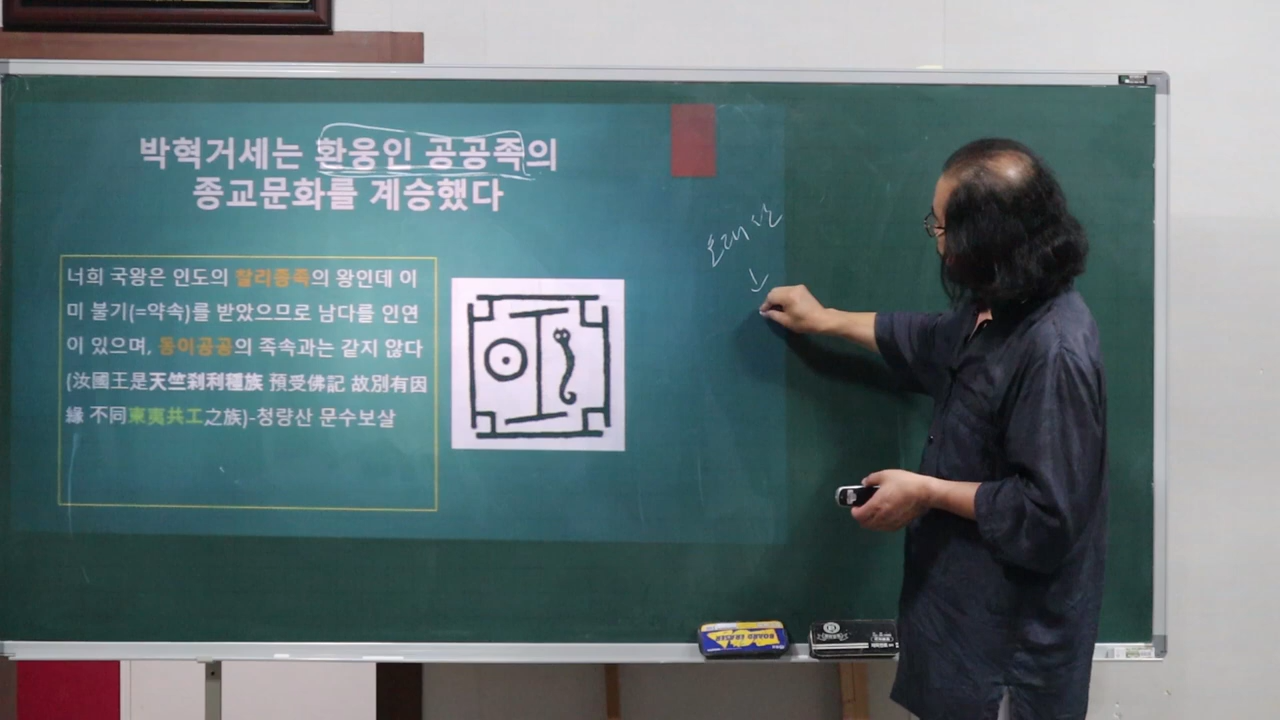 박혁거세는 환웅인 공공족의
종교문화를 계승했다
너희 국왕은 인도의 찰리종족의 왕인데 이
미 불기(=약속)를 받았으므로 남다를 인연
이 있으며, 동이공공의 족속과는 같지 않다
(汝國王是天竺刹利種族 預受佛記 故別有因
緣 不同東夷共工之族)-청량산 문수보살
BOARD ERASER